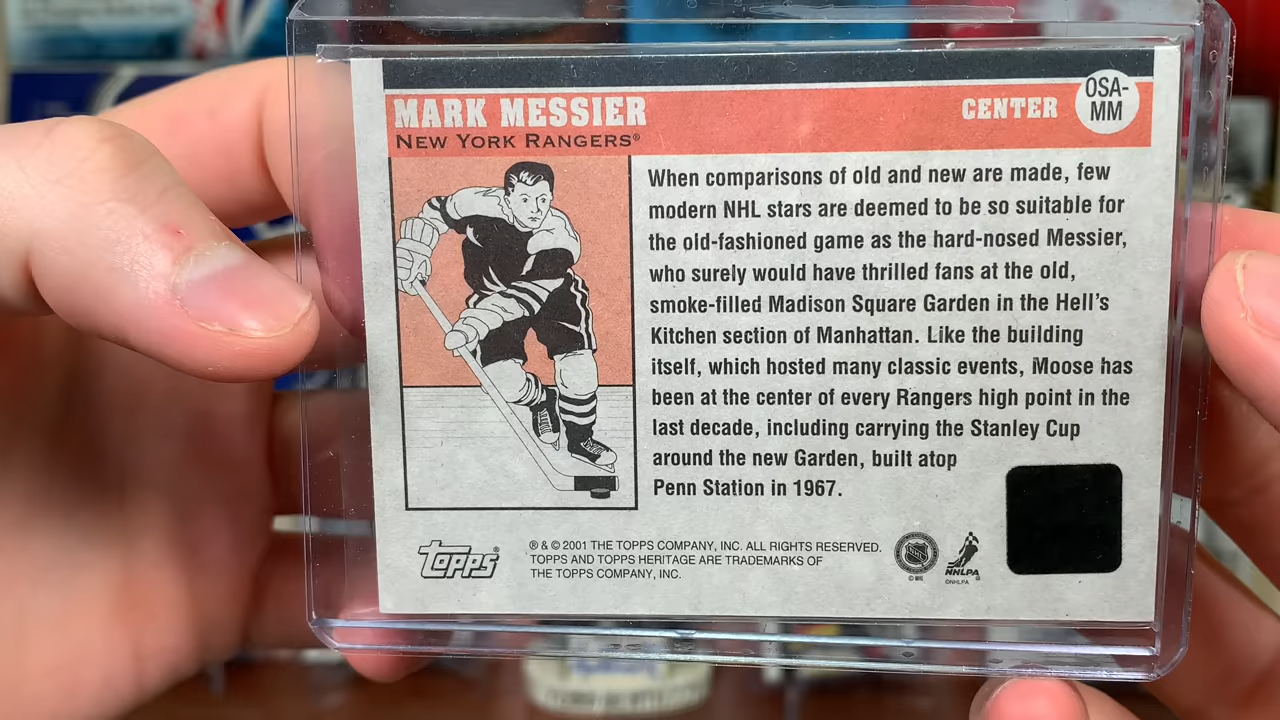 MARK MESSIER
CENTER
OSA-
MM
NEW YORK RANGERS®
When comparisons of old and new are made, few
modern NHL stars are deemed to be so suitable for
the old-fashioned game as the hard-nosed Messier,
who surely would have thrilled fans at the old,
smoke-filled Madison Square Garden in the Hell's
Kitchen section of Manhattan. Like the building
itself, which hosted many classic events, Moose has
been at the center of every Rangers high point in the
last decade, including carrying the Stanley Cup
around the new Garden, built atop
Penn Station in 1967.
TOPPS®
® & © 2001 THE TOPPS COMPANY, INC. ALL RIGHTS RESERVED.
TOPPS AND TOPPS HERITAGE ARE TRADEMARKS OF
THE TOPPS COMPANY, INC.
NHL
© NHL
NHLPA
©NHLPA